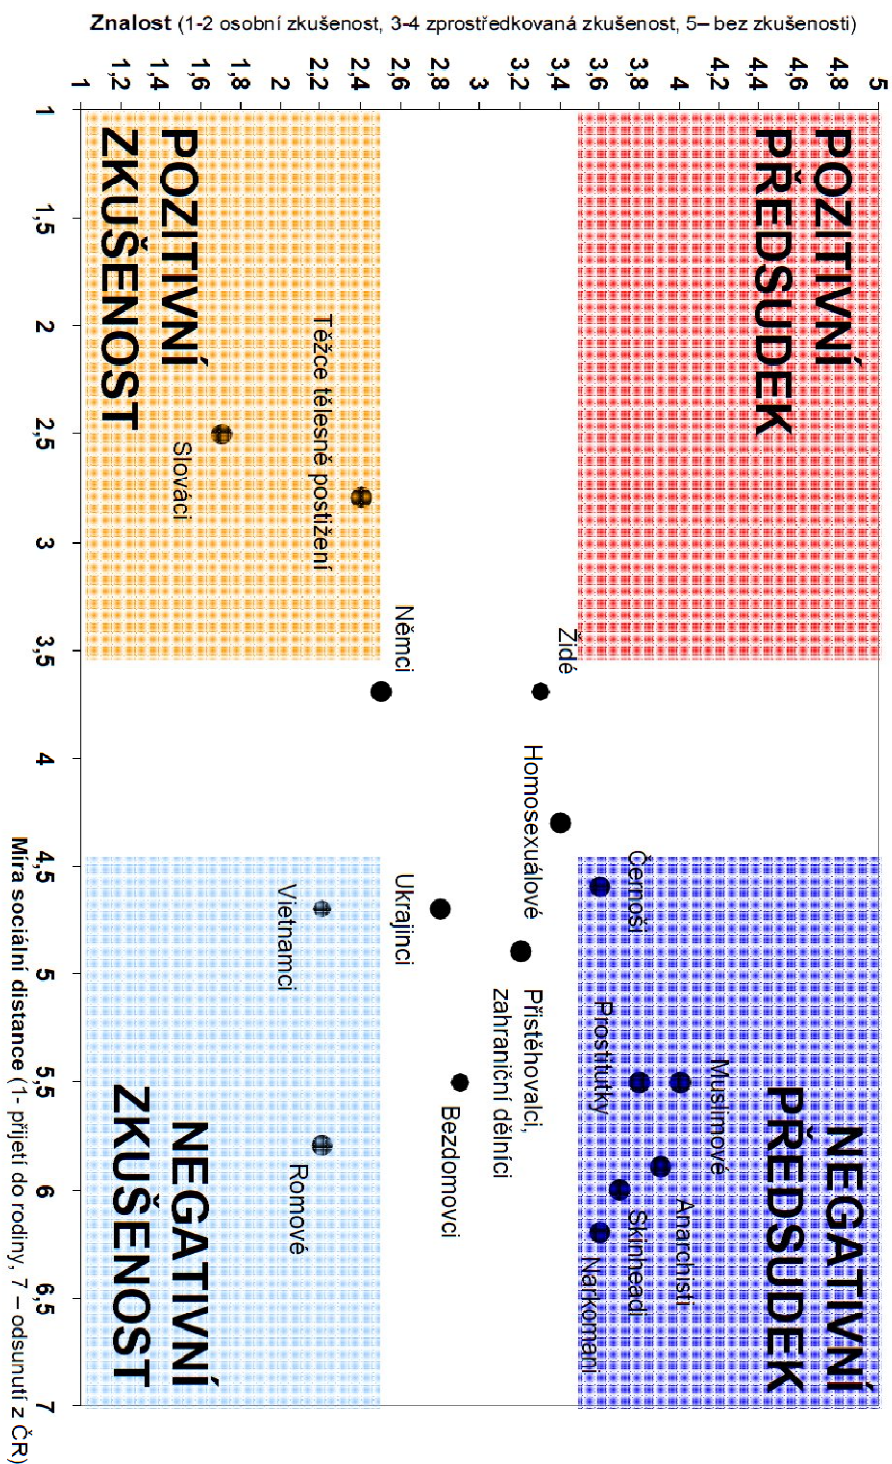 Znalost (1-2 osobní zkušenost, 3-4 zprostředkovaná zkušenost, 5– bez zkušenosti)
5
4,8
4,6
4,4
4,2
4
3,8
3,6
3,4
3,2
3
2,8
2,6
2,4
2,2
2
1,8
1,6
1,4
1,2
1
POZITIVNÍ
PŘEDSUDEK
NEGATIVNÍ
PŘEDSUDEK
Muslimové
Anarchisti
Černoši
Skinheadi
Prostitutky
Narkomani
Židé
Homosexuálové
Přistěhovalci,
zahraniční dělníci
Bezdomovci
Němci
Ukrajinci
Těžce tělesně postižení
Vietnamci
Romové
Slováci
POZITIVNÍ
ZKUŠENOST
NEGATIVNÍ
ZKUŠENOST
1
1,5
2
2,5
3
3,5
4
4,5
5
5,5
6
6,5
7
Míra sociální distance (1- přijetí do rodiny, 7 – odsunutí z ČR)